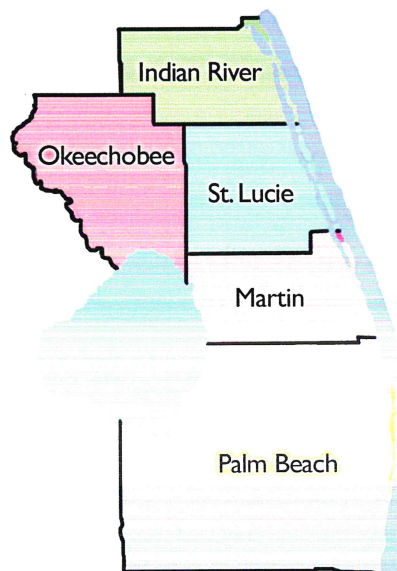 Indian River
Okeechobee
St. Lucie
Martin
Palm Beach